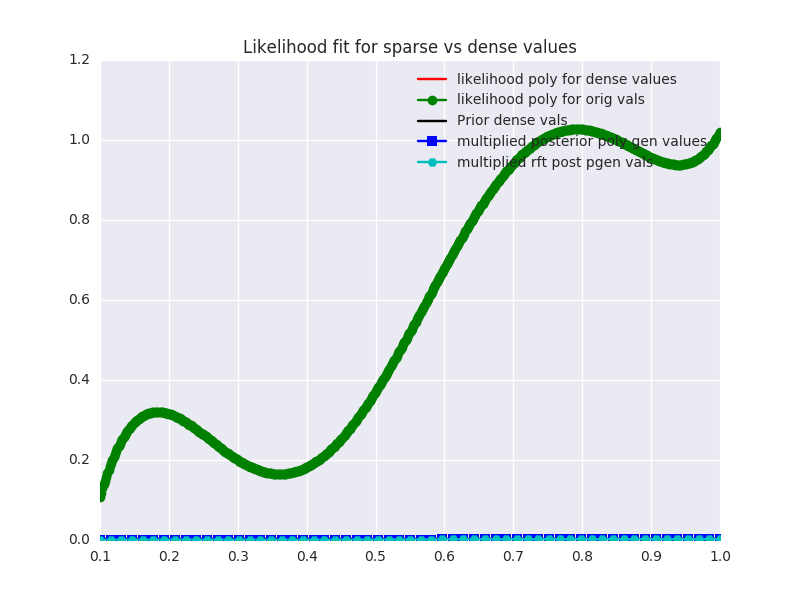 Likelihood fit for sparse vs dense values
1.2
1.0
0.8
0.6
0.4
0.2
0.0
likelihood poly for dense values
likelihood poly for orig vals
Prior dense vals
multiplied posterior poly gen values
multiplied rft post pgen vals
0.1 0.2 0.3 0.4 0.5 0.6 0.7 0.8 0.9 1.0